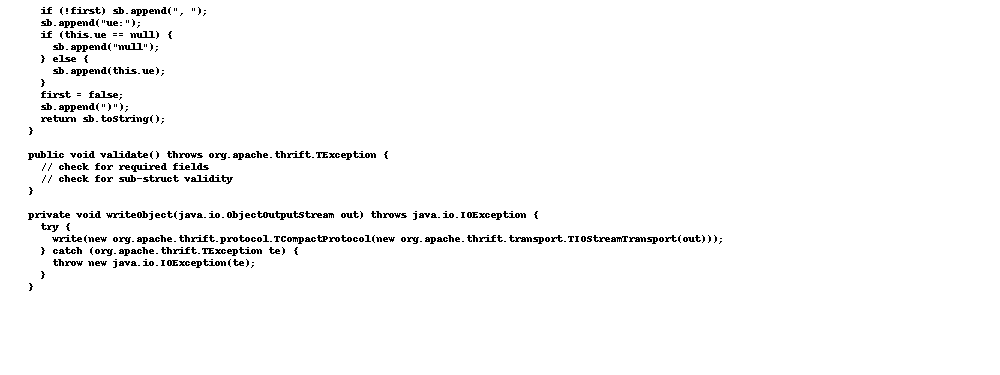 if (!first) sb.append(", ");
sb.append("ue:");
if (this.ue == null) {
sb.append("null");
} else {
sb.append(this.ue);
}
first = false;
sb.append(")");
return sb.toString();
}
public void validate() throws org.apache.thrift.TException {
// check for required fields
// check for sub-struct validity
}
private void writeObject(java.io.ObjectOutputStream out) throws java.io.IOException {
try {
write(new org.apache.thrift.protocol.TCompactProtocol(new org.apache.thrift.transport.TIOStreamTransport(out)));
} catch (org.apache.thrift.TException te) {
throw new java.io.IOException(te);
}
}